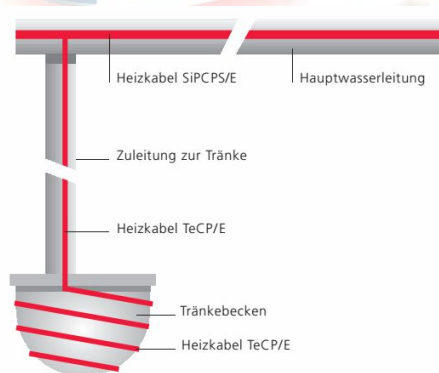 Heizkabel SiPCPS/E
Hauptwasserleitung
Zuleitung zur Tränke
Heizkabel TeCP/E
Tränkebecken
Heizkabel TeCP/E